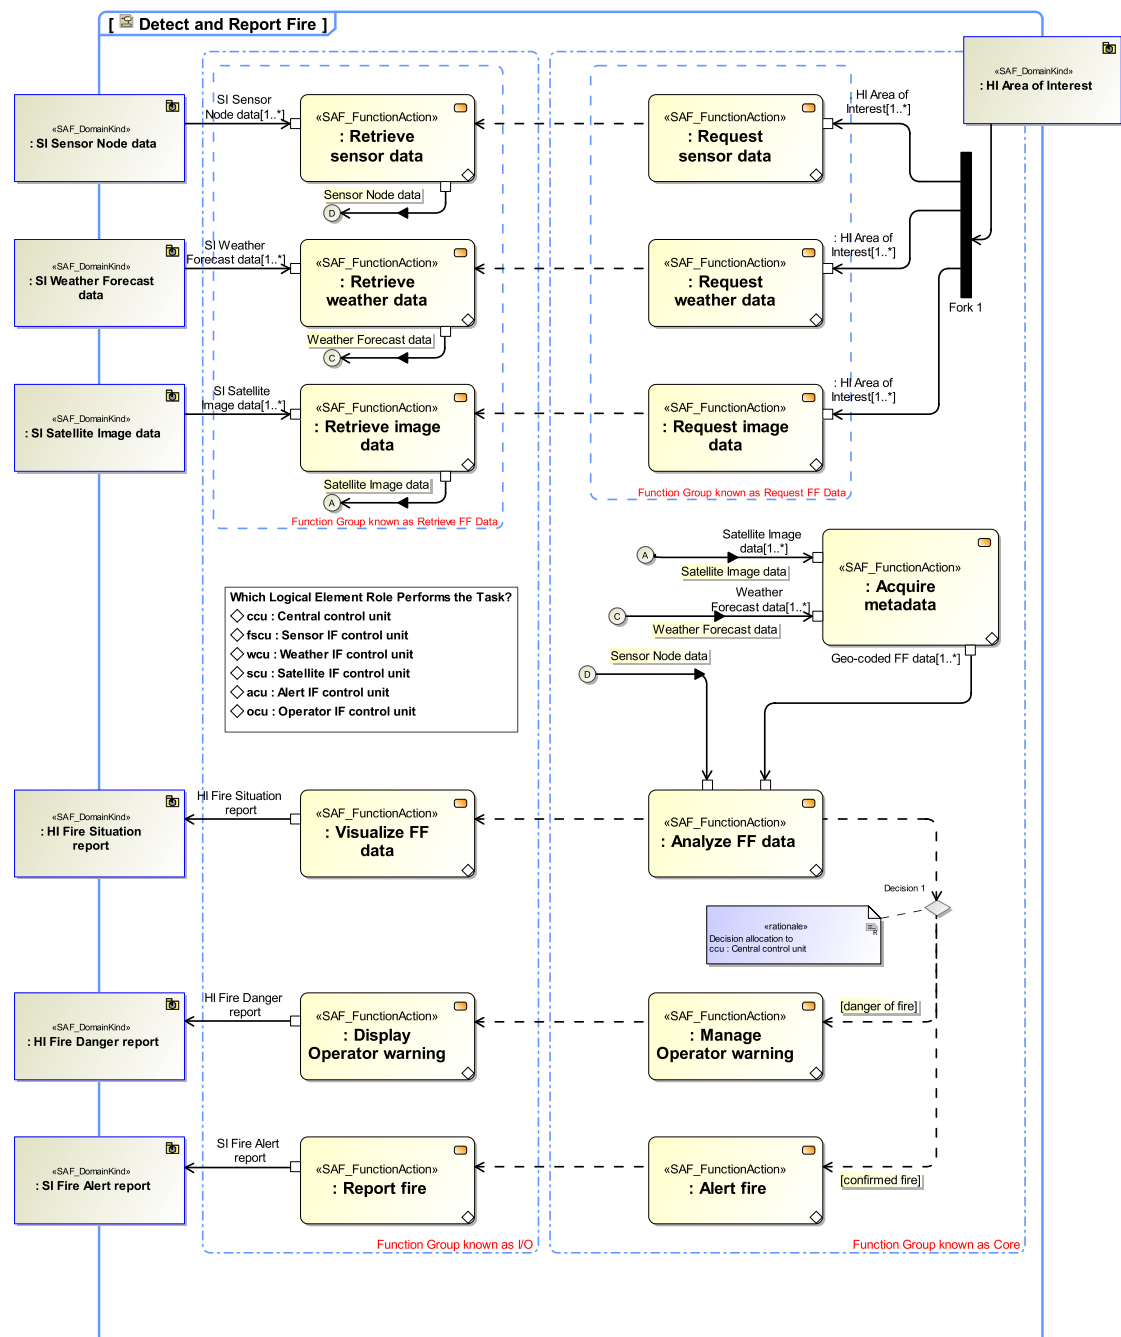 [ Detect and Report Fire ]
«SAF_DomainKind»
: HI Area of Interest
SI Sensor
Node data[1..*]
«SAF_DomainKind»
: SI Sensor Node data
«SAF_FunctionAction»
: Retrieve
sensor data
Sensor Node data
D
«SAF_FunctionAction»
: Request
sensor data
: HI Area of
Interest[1..*]
SI Weather
Forecast data[1..*]
«SAF_DomainKind»
: SI Weather Forecast
data
«SAF_FunctionAction»
: Retrieve
weather data
Weather Forecast data
C
«SAF_FunctionAction»
: Request
weather data
: HI Area of
Interest[1..*]
Fork 1
SI Satellite
Image data[1..*]
«SAF_DomainKind»
: SI Satellite Image data
«SAF_FunctionAction»
: Retrieve image
data
Satellite Image data
A
Function Group known as Retrieve FF Data
«SAF_FunctionAction»
: Request image
data
: HI Area of
Interest[1..*]
Function Group known as Request FF Data
A
Satellite Image
data[1..*]
Satellite Image data
C
Weather
Forecast data[1..*]
Weather Forecast data
«SAF_FunctionAction»
: Acquire
metadata
Geo-coded FF data[1..*]
D
Sensor Node data
Which Logical Element Role Performs the Task?
ccu : Central control unit
fscu : Sensor IF control unit
wcu : Weather IF control unit
scu : Satellite IF control unit
acu : Alert IF control unit
ocu : Operator IF control unit
HI Fire Situation
report
«SAF_DomainKind»
: HI Fire Situation
report
«SAF_FunctionAction»
: Visualize FF
data
«SAF_FunctionAction»
: Analyze FF data
Decision 1
«rationale»
Decision allocation to
ccu : Central control unit
HI Fire Danger
report
«SAF_DomainKind»
: HI Fire Danger report
«SAF_FunctionAction»
: Display
Operator warning
«SAF_FunctionAction»
: Manage
Operator warning
[danger of fire]
SI Fire Alert
report
«SAF_DomainKind»
: SI Fire Alert report
«SAF_FunctionAction»
: Report fire
«SAF_FunctionAction»
: Alert fire
[confirmed fire]
Function Group known as I/O
Function Group known as Core